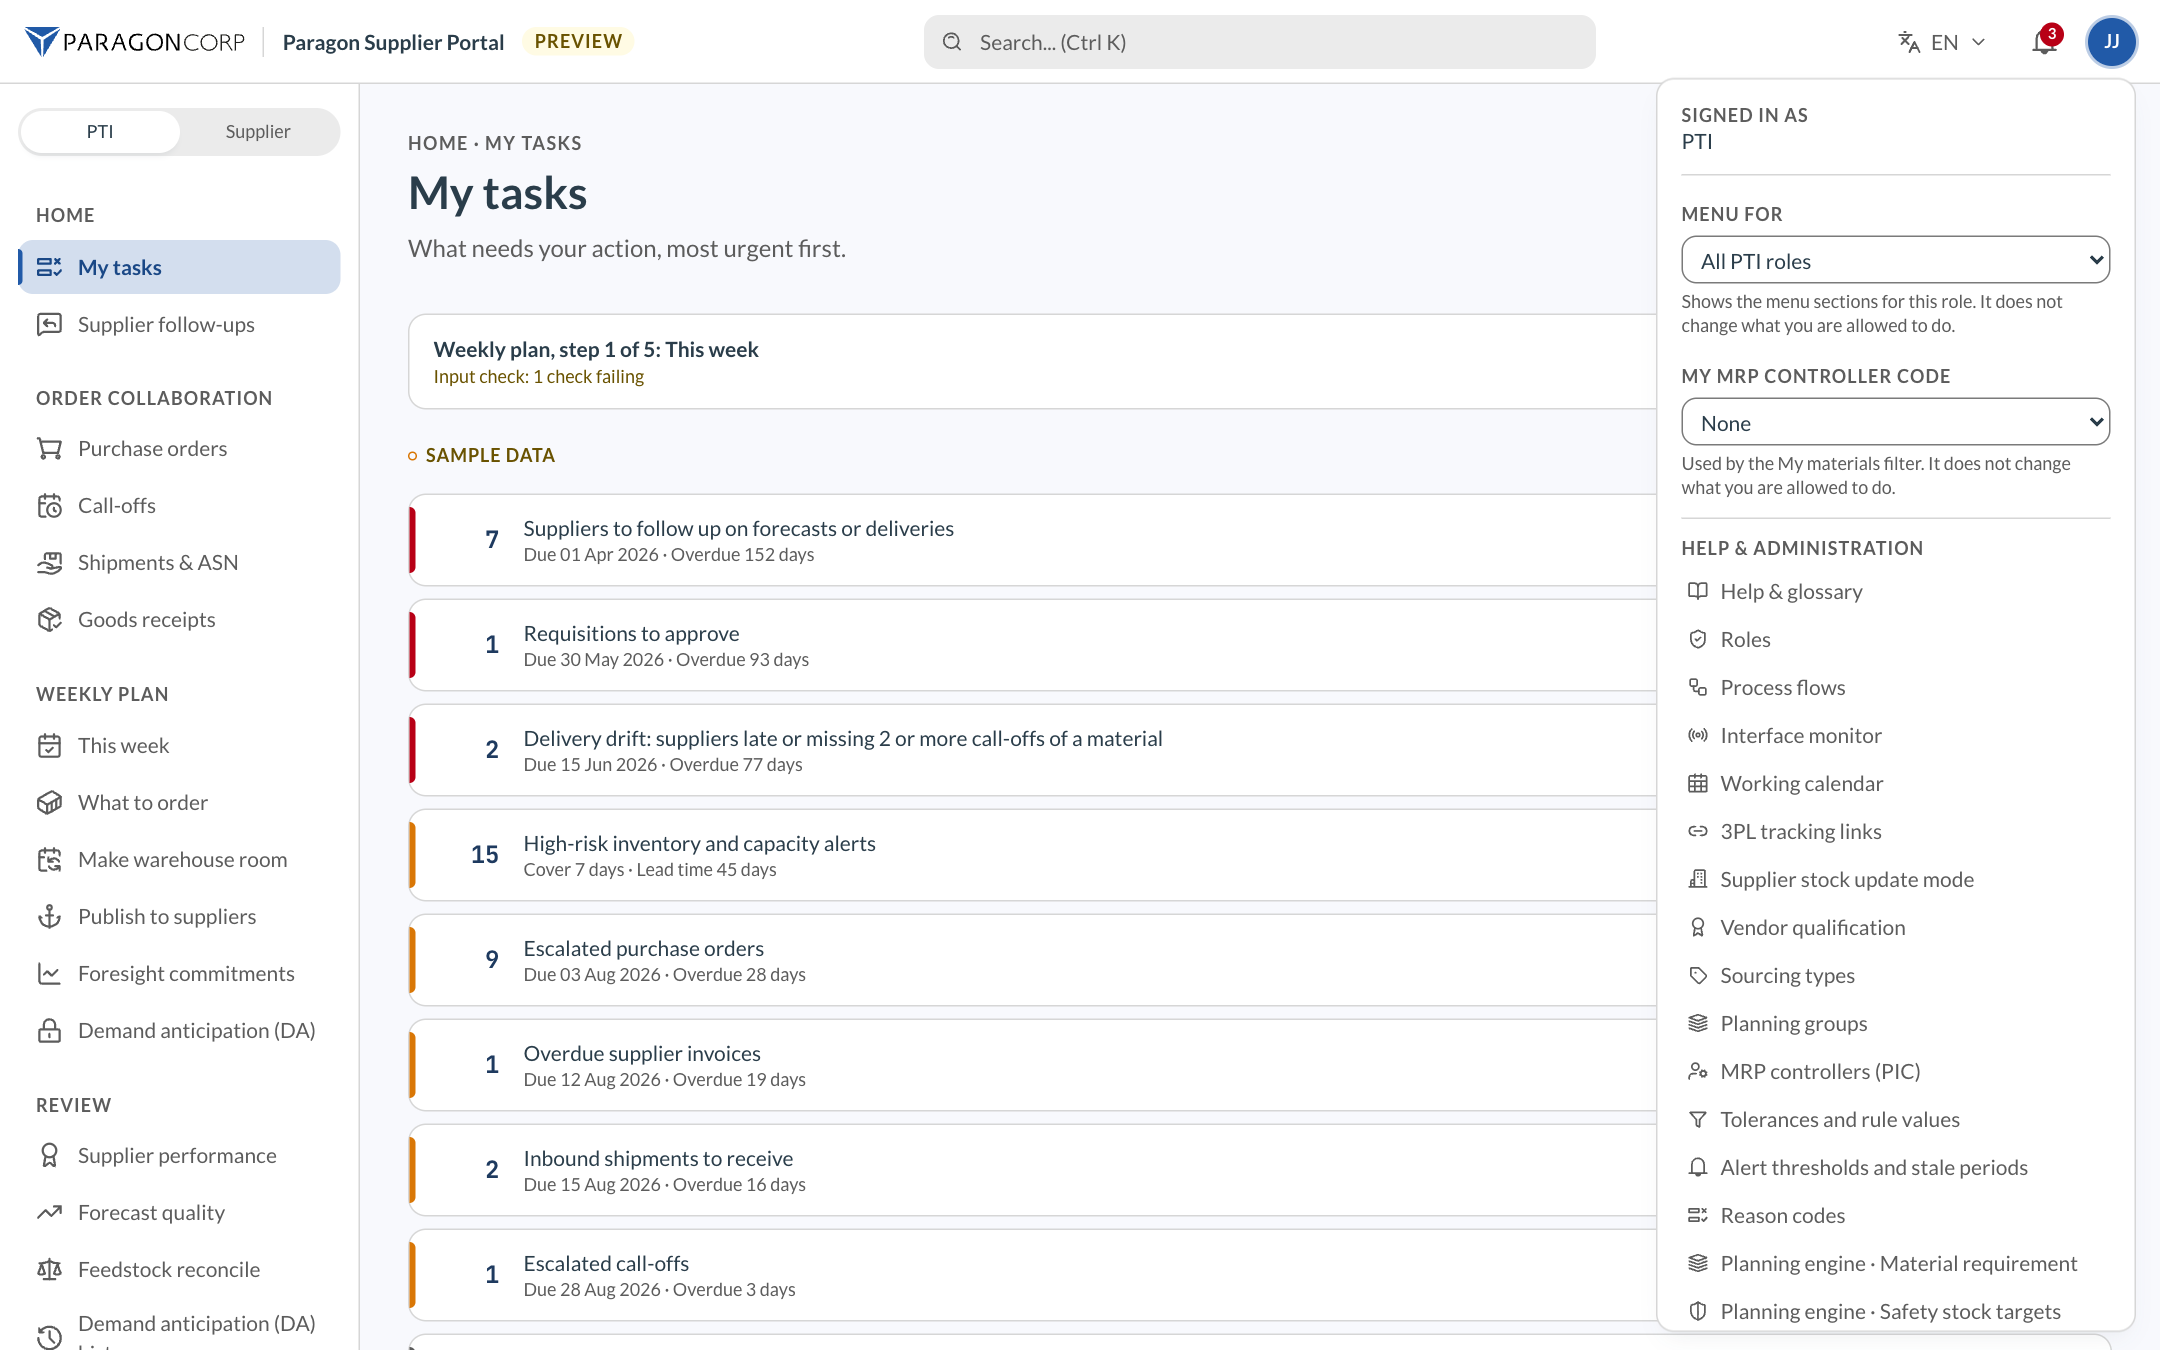 PARAGONCORP
Paragon Supplier Portal
PREVIEW
Search... (Ctrl K)
EN
3
JJ
PTI
Supplier
HOME
My tasks
Supplier follow-ups
ORDER COLLABORATION
Purchase orders
Call-offs
Shipments & ASN
Goods receipts
WEEKLY PLAN
This week
What to order
Make warehouse room
Publish to suppliers
Foresight commitments
Demand anticipation (DA)
REVIEW
Supplier performance
Forecast quality
Feedstock reconcile
Demand anticipation (DA)
HOME · MY TASKS
My tasks
What needs your action, most urgent first.
Weekly plan, step 1 of 5: This week
Input check: 1 check failing
SAMPLE DATA
7
Suppliers to follow up on forecasts or deliveries
Due 01 Apr 2026 · Overdue 152 days
1
Requisitions to approve
Due 30 May 2026 · Overdue 93 days
2
Delivery drift: suppliers late or missing 2 or more call-offs of a material
Due 15 Jun 2026 · Overdue 77 days
15
High-risk inventory and capacity alerts
Cover 7 days · Lead time 45 days
9
Escalated purchase orders
Due 03 Aug 2026 · Overdue 28 days
1
Overdue supplier invoices
Due 12 Aug 2026 · Overdue 19 days
2
Inbound shipments to receive
Due 15 Aug 2026 · Overdue 16 days
1
Escalated call-offs
Due 28 Aug 2026 · Overdue 3 days
SIGNED IN AS
PTI
MENU FOR
All PTI roles
Shows the menu sections for this role. It does not
change what you are allowed to do.
MY MRP CONTROLLER CODE
None
Used by the My materials filter. It does not change
what you are allowed to do.
HELP & ADMINISTRATION
Help & glossary
Roles
Process flows
Interface monitor
Working calendar
3PL tracking links
Supplier stock update mode
Vendor qualification
Sourcing types
Planning groups
MRP controllers (PIC)
Tolerances and rule values
Alert thresholds and stale periods
Reason codes
Planning engine · Material requirement
Planning engine · Safety stock targets